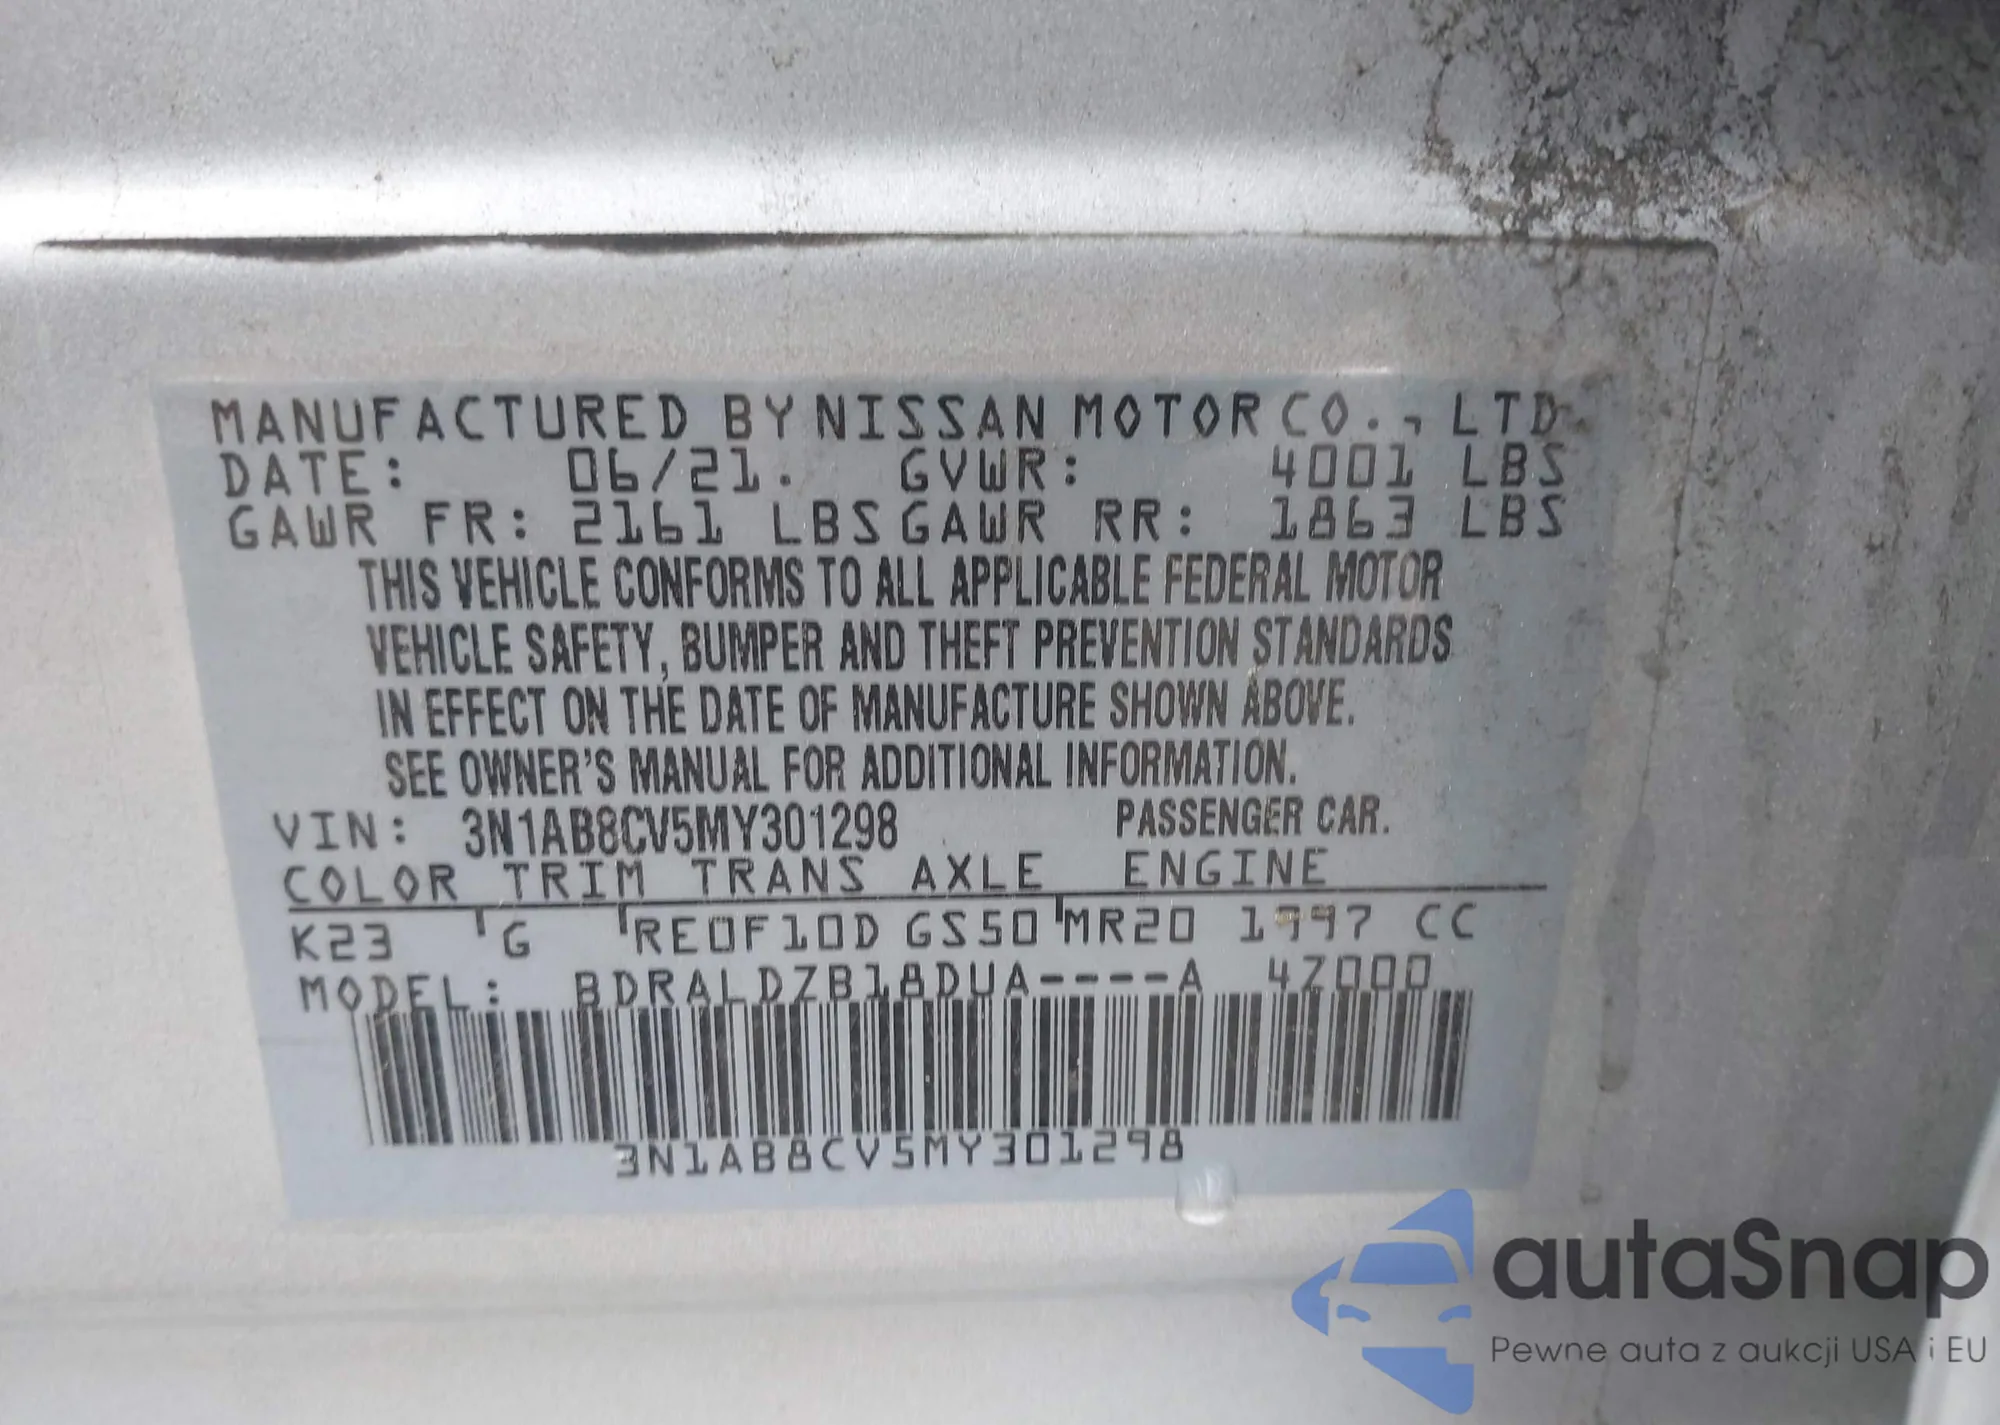 MANUFACTURED BY NISSAN MOTOR CO., LTD.
DATE: 06/21. GVWR: 4001 LBS
GAWR FR: 2161 LBS GAWR RR: 1863 LBS
THIS VEHICLE CONFORMS TO ALL APPLICABLE FEDERAL MOTOR
VEHICLE SAFETY, BUMPER AND THEFT PREVENTION STANDARDS
IN EFFECT ON THE DATE OF MANUFACTURE SHOWN ABOVE.
SEE OWNER'S MANUAL FOR ADDITIONAL INFORMATION.
VIN: 3N1AB8CV5MY301298 PASSENGER CAR.
COLOR TRIM TRANS AXLE ENGINE
K23 G RE0F10D GS50 MR20 1997 CC
MODEL: BDRALDZB18DUA----A 4Z000
3N1AB8CV5MY301298
autaSnap
Pewne auta z aukcji USA i EU